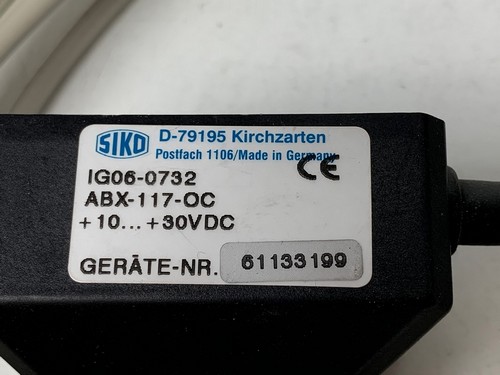 SIKO D-79195 Kirchzarten
Postfach 1106/Made in Germany
CE
IG06-0732
ABX-117-OC
+10...+30VDC
GERÄTE-NR. 61133199